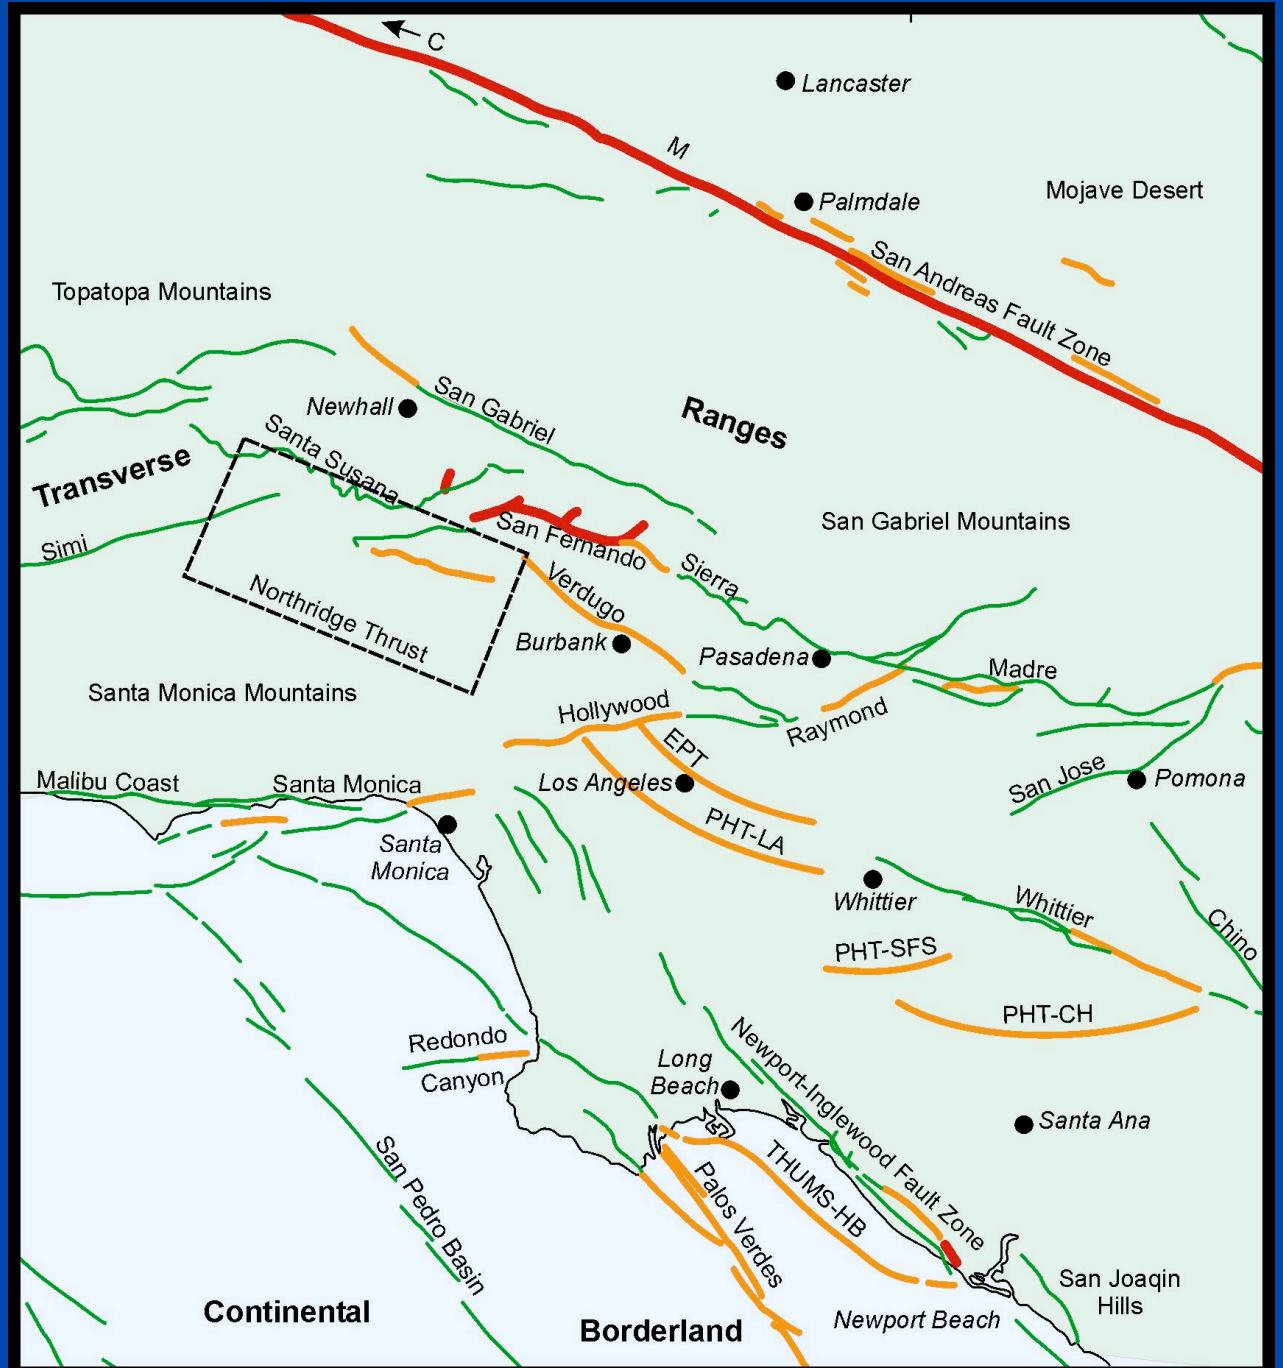 C
Lancaster
M
Mojave Desert
Palmdale
San Andreas Fault Zone
Topatopa Mountains
Newhall
San Gabriel
Ranges
Santa Susana
Transverse
San Fernando
San Gabriel Mountains
Simi
Sierra
Verdugo
Northridge Thrust
Burbank
Pasadena
Madre
Santa Monica Mountains
Hollywood
Raymond
EPT
Malibu Coast
Santa Monica
Los Angeles
San Jose
Pomona
PHT-LA
Santa
Monica
Whittier
Whittier
Chino
PHT-SFS
PHT-CH
Redondo
Canyon
Long
Beach
Newport-Inglewood Fault Zone
Santa Ana
San Pedro Basin
Palos Verdes
THUMS-HB
San Joaqin
Hills
Continental
Borderland
Newport Beach